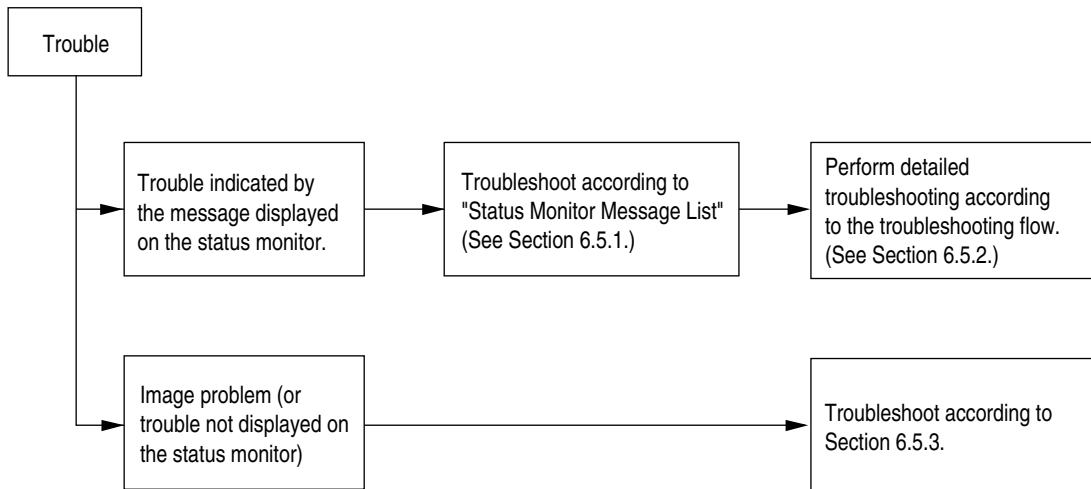 Trouble
Trouble indicated by
the message displayed
on the status monitor.
Troubleshoot according to
"Status Monitor Message List"
(See Section 6.5.1.)
Perform detailed
troubleshooting according
to the troubleshooting flow.
(See Section 6.5.2.)
Image problem (or
trouble not displayed on
the status monitor)
Troubleshoot according to
Section 6.5.3.